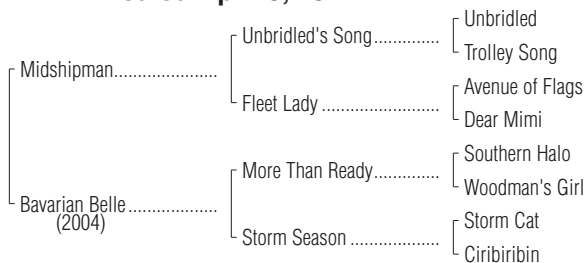 Unbridled
Unbridled's Song..............
Trolley Song
Midshipman......................
Avenue of Flags
Fleet Lady .........................
Dear Mimi
Southern Halo
More Than Ready..............
Woodman's Girl
Bavarian Belle...................
(2004)
Storm Cat
Storm Season ...................
Ciribiribin